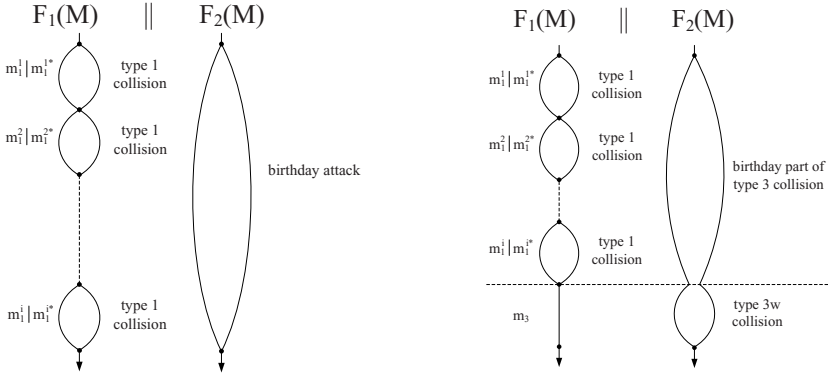 F₁(M) || F₂(M)
m₁¹|m₁¹* type 1
collision
m₁²|m₁²* type 1
collision
birthday attack
m₁ⁱ|m₁ⁱ* type 1
collision
F₁(M) || F₂(M)
m₁¹|m₁¹* type 1
collision
m₁²|m₁²* type 1
collision
birthday part of
type 3 collision
m₁ⁱ|m₁ⁱ* type 1
collision
m₃
type 3w
collision